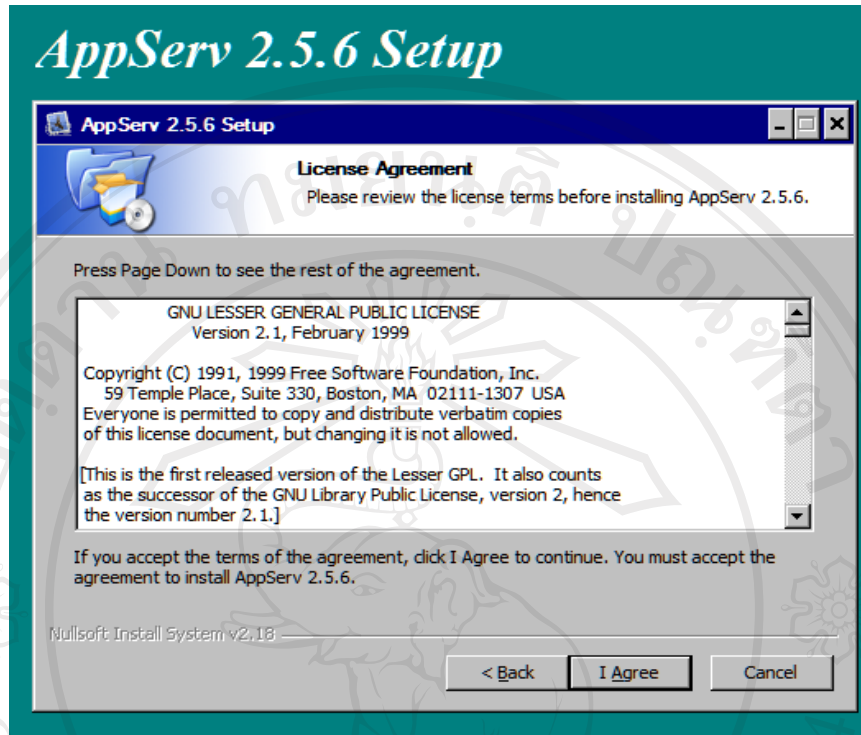 AppServ 2.5.6 Setup
AppServ 2.5.6 Setup
License Agreement
Please review the license terms before installing AppServ 2.5.6.
Press Page Down to see the rest of the agreement.
GNU LESSER GENERAL PUBLIC LICENSE
Version 2.1, February 1999
Copyright (C) 1991, 1999 Free Software Foundation, Inc.
59 Temple Place, Suite 330, Boston, MA 02111-1307 USA
Everyone is permitted to copy and distribute verbatim copies
of this license document, but changing it is not allowed.
[This is the first released version of the Lesser GPL. It also counts
as the successor of the GNU Library Public License, version 2, hence
the version number 2.1.]
If you accept the terms of the agreement, click I Agree to continue. You must accept the
agreement to install AppServ 2.5.6.
Nullsoft Install System v2.18
< Back
I Agree
Cancel